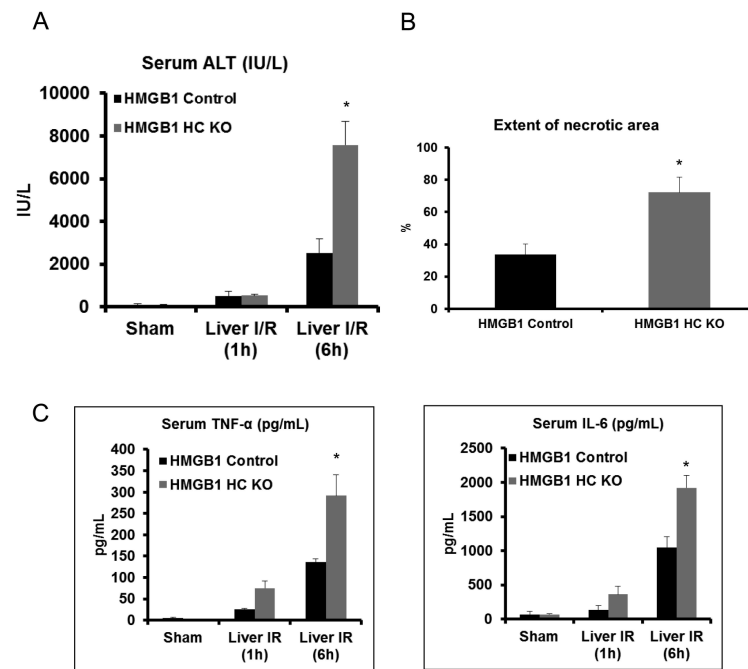 A
Serum ALT (IU/L)
10000
8000
6000
4000
2000
0
IU/L
HMGB1 Control
HMGB1 HC KO
*
Sham
Liver I/R
(1h)
Liver I/R
(6h)
B
Extent of necrotic area
100
80
60
40
20
0
%
*
HMGB1 Control
HMGB1 HC KO
C
Serum TNF-α (pg/mL)
400
350
300
250
200
150
100
50
0
pg/mL
HMGB1 Control
HMGB1 HC KO
*
Sham
Liver IR
(1h)
Liver IR
(6h)
Serum IL-6 (pg/mL)
2500
2000
1500
1000
500
0
pg/mL
HMGB1 Control
HMGB1 HC KO
*
Sham
Liver IR
(1h)
Liver IR
(6h)